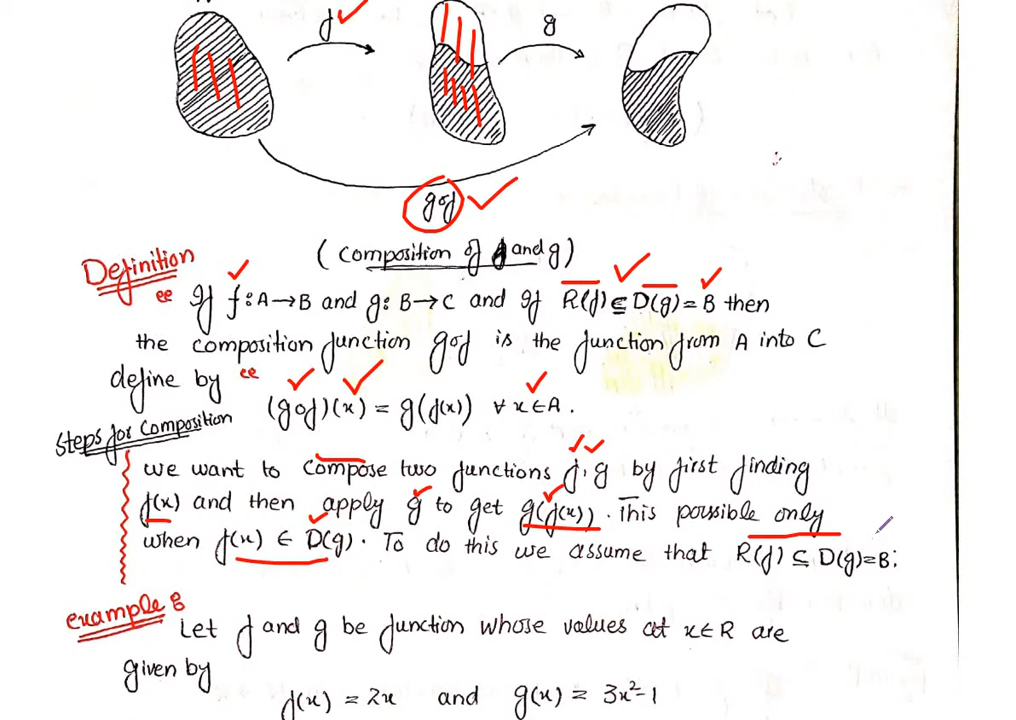 f g
gof
(Composition of f and g)
Definition
" If f: A→B and g: B→C and if R(f) ⊆ D(g) = B then
the composition function gof is the function from A into C
define by "
(gof)(x) = g(f(x)) ∀ x∈A.
Steps for composition
we want to compose two functions f, g by first finding
f(x) and then apply g to get g(f(x)). This possible only
when f(x) ∈ D(g). To do this we assume that R(f) ⊆ D(g)=B.
example:
Let f and g be function whose values at x∈R are
given by
f(x) = 2x and g(x) = 3x²-1